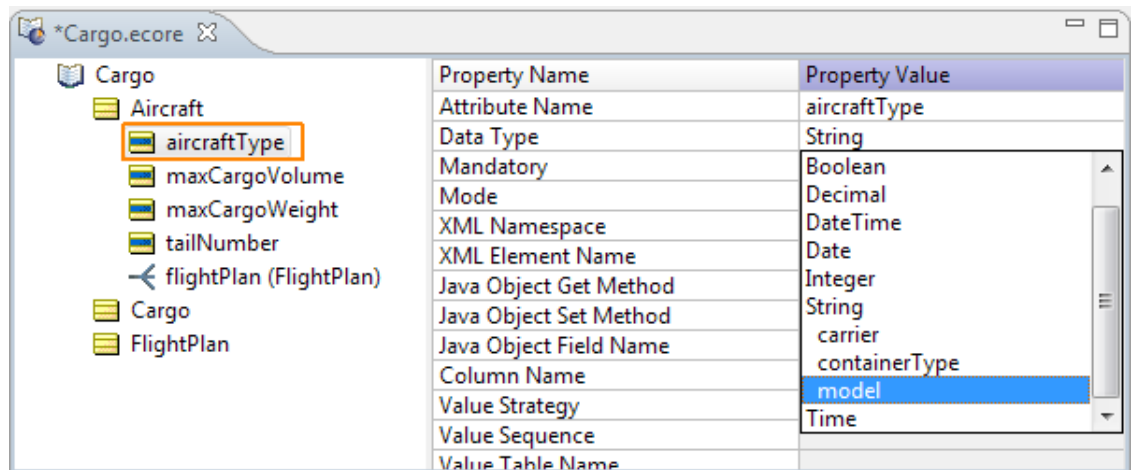 *Cargo.ecore
Cargo
Aircraft
aircraftType
maxCargoVolume
maxCargoWeight
tailNumber
flightPlan (FlightPlan)
Cargo
FlightPlan
Property Name Property Value
Attribute Name aircraftType
Data Type String
Mandatory
Mode
XML Namespace
XML Element Name
Java Object Get Method
Java Object Set Method
Java Object Field Name
Column Name
Value Strategy
Value Sequence
Value Table Name
Boolean
Decimal
DateTime
Date
Integer
String
carrier
containerType
model
Time